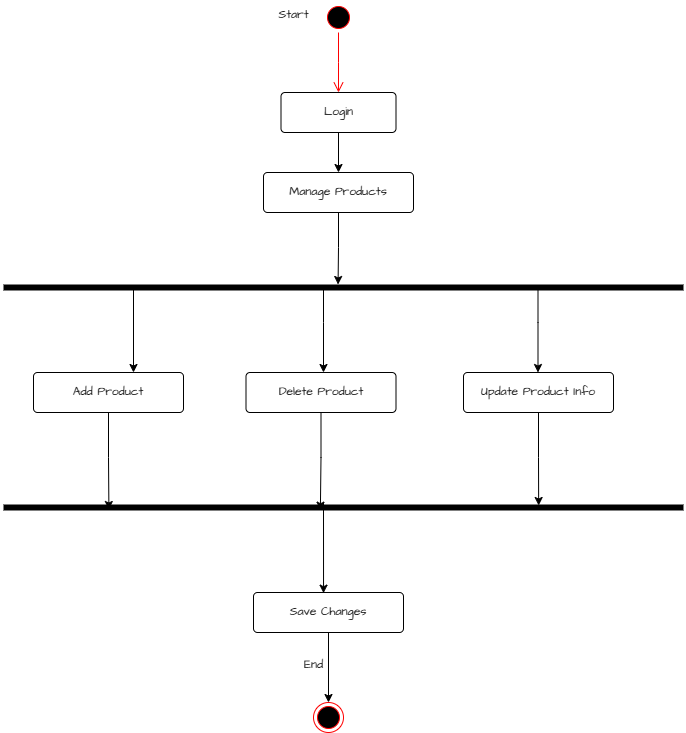 Start
Login
Manage Products
Add Product
Delete Product
Update Product Info
Save Changes
End